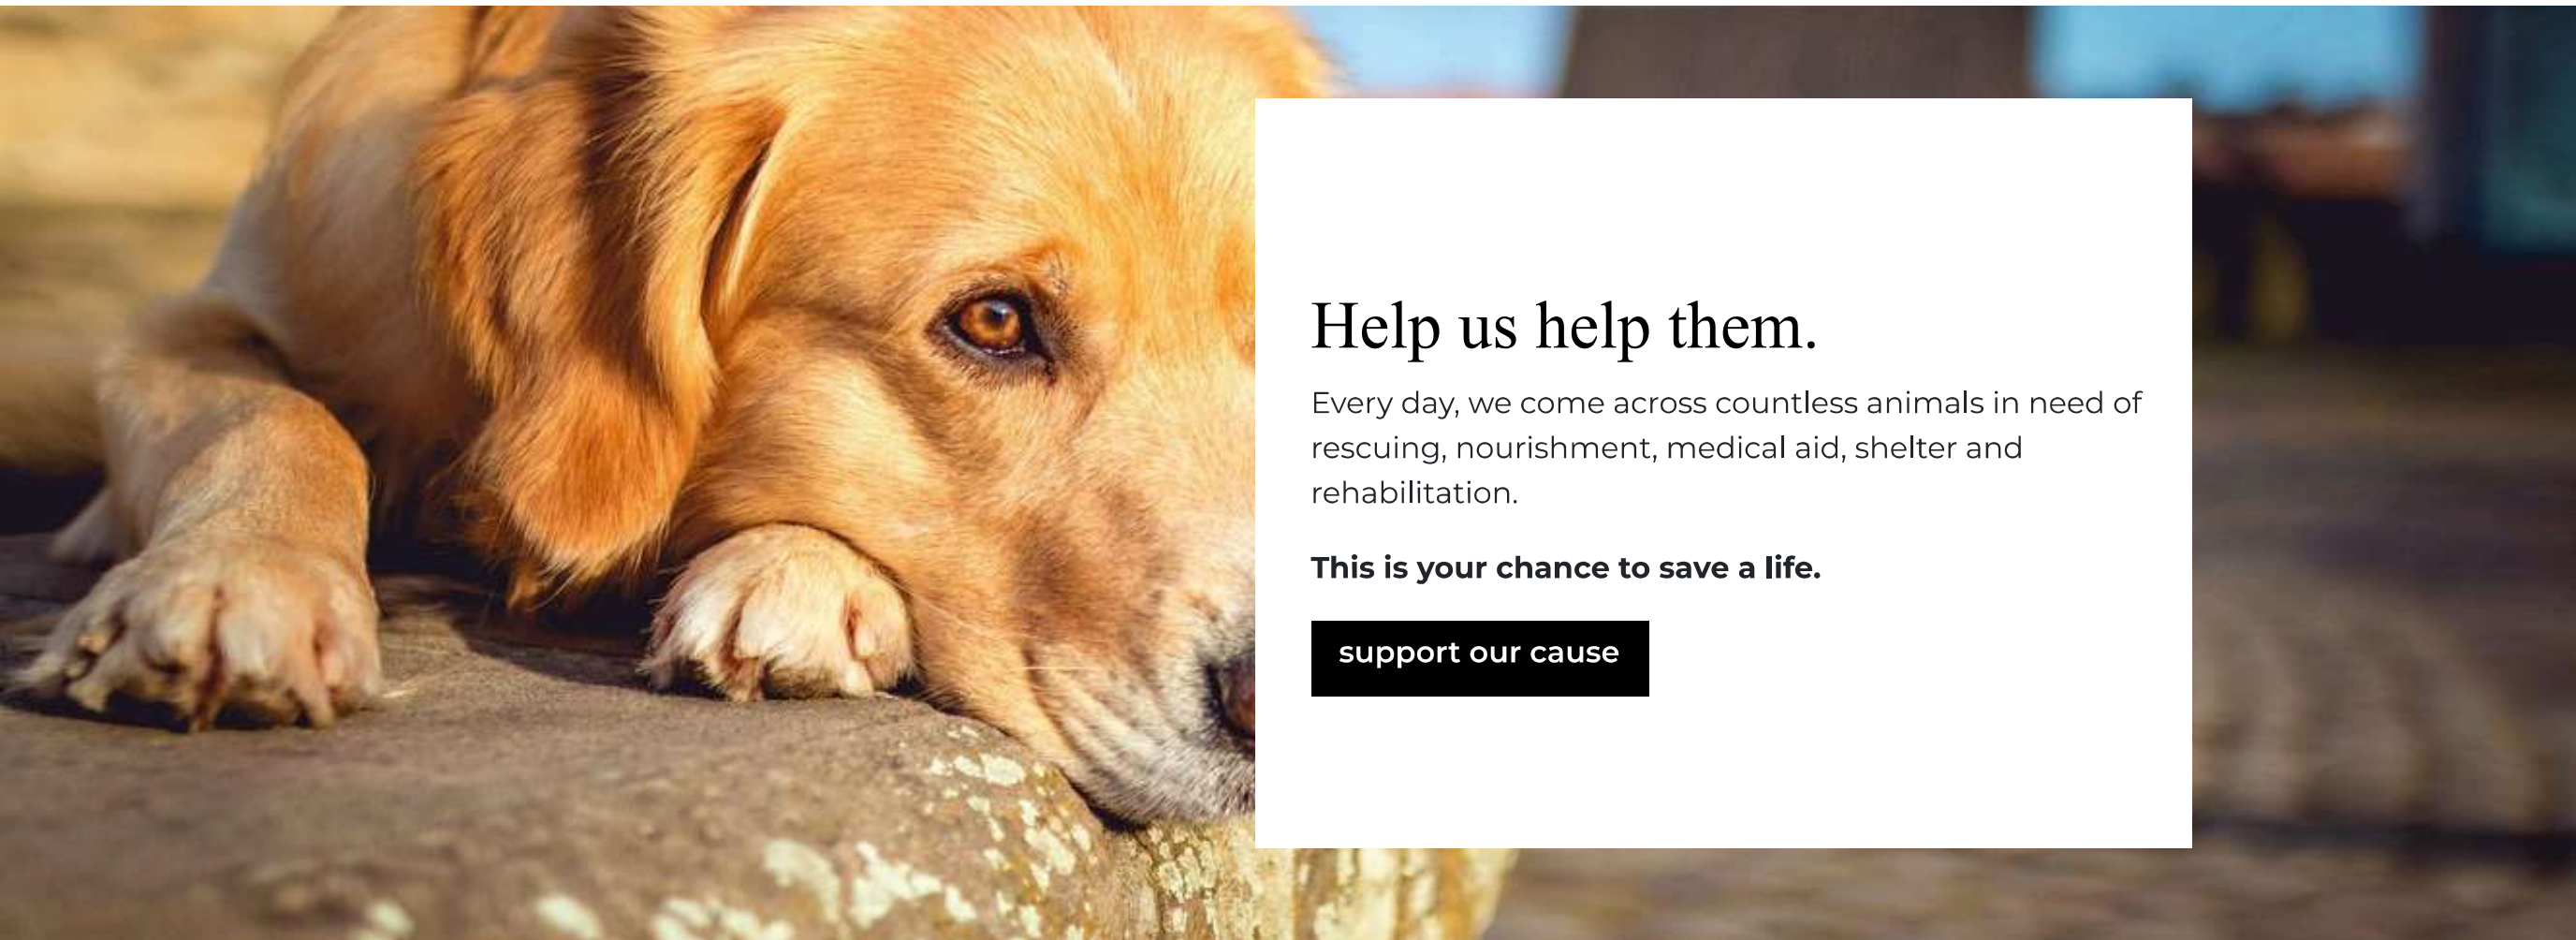 Help us help them.
Every day, we come across countless animals in need of
rescuing, nourishment, medical aid, shelter and
rehabilitation.
This is your chance to save a life.
support our cause